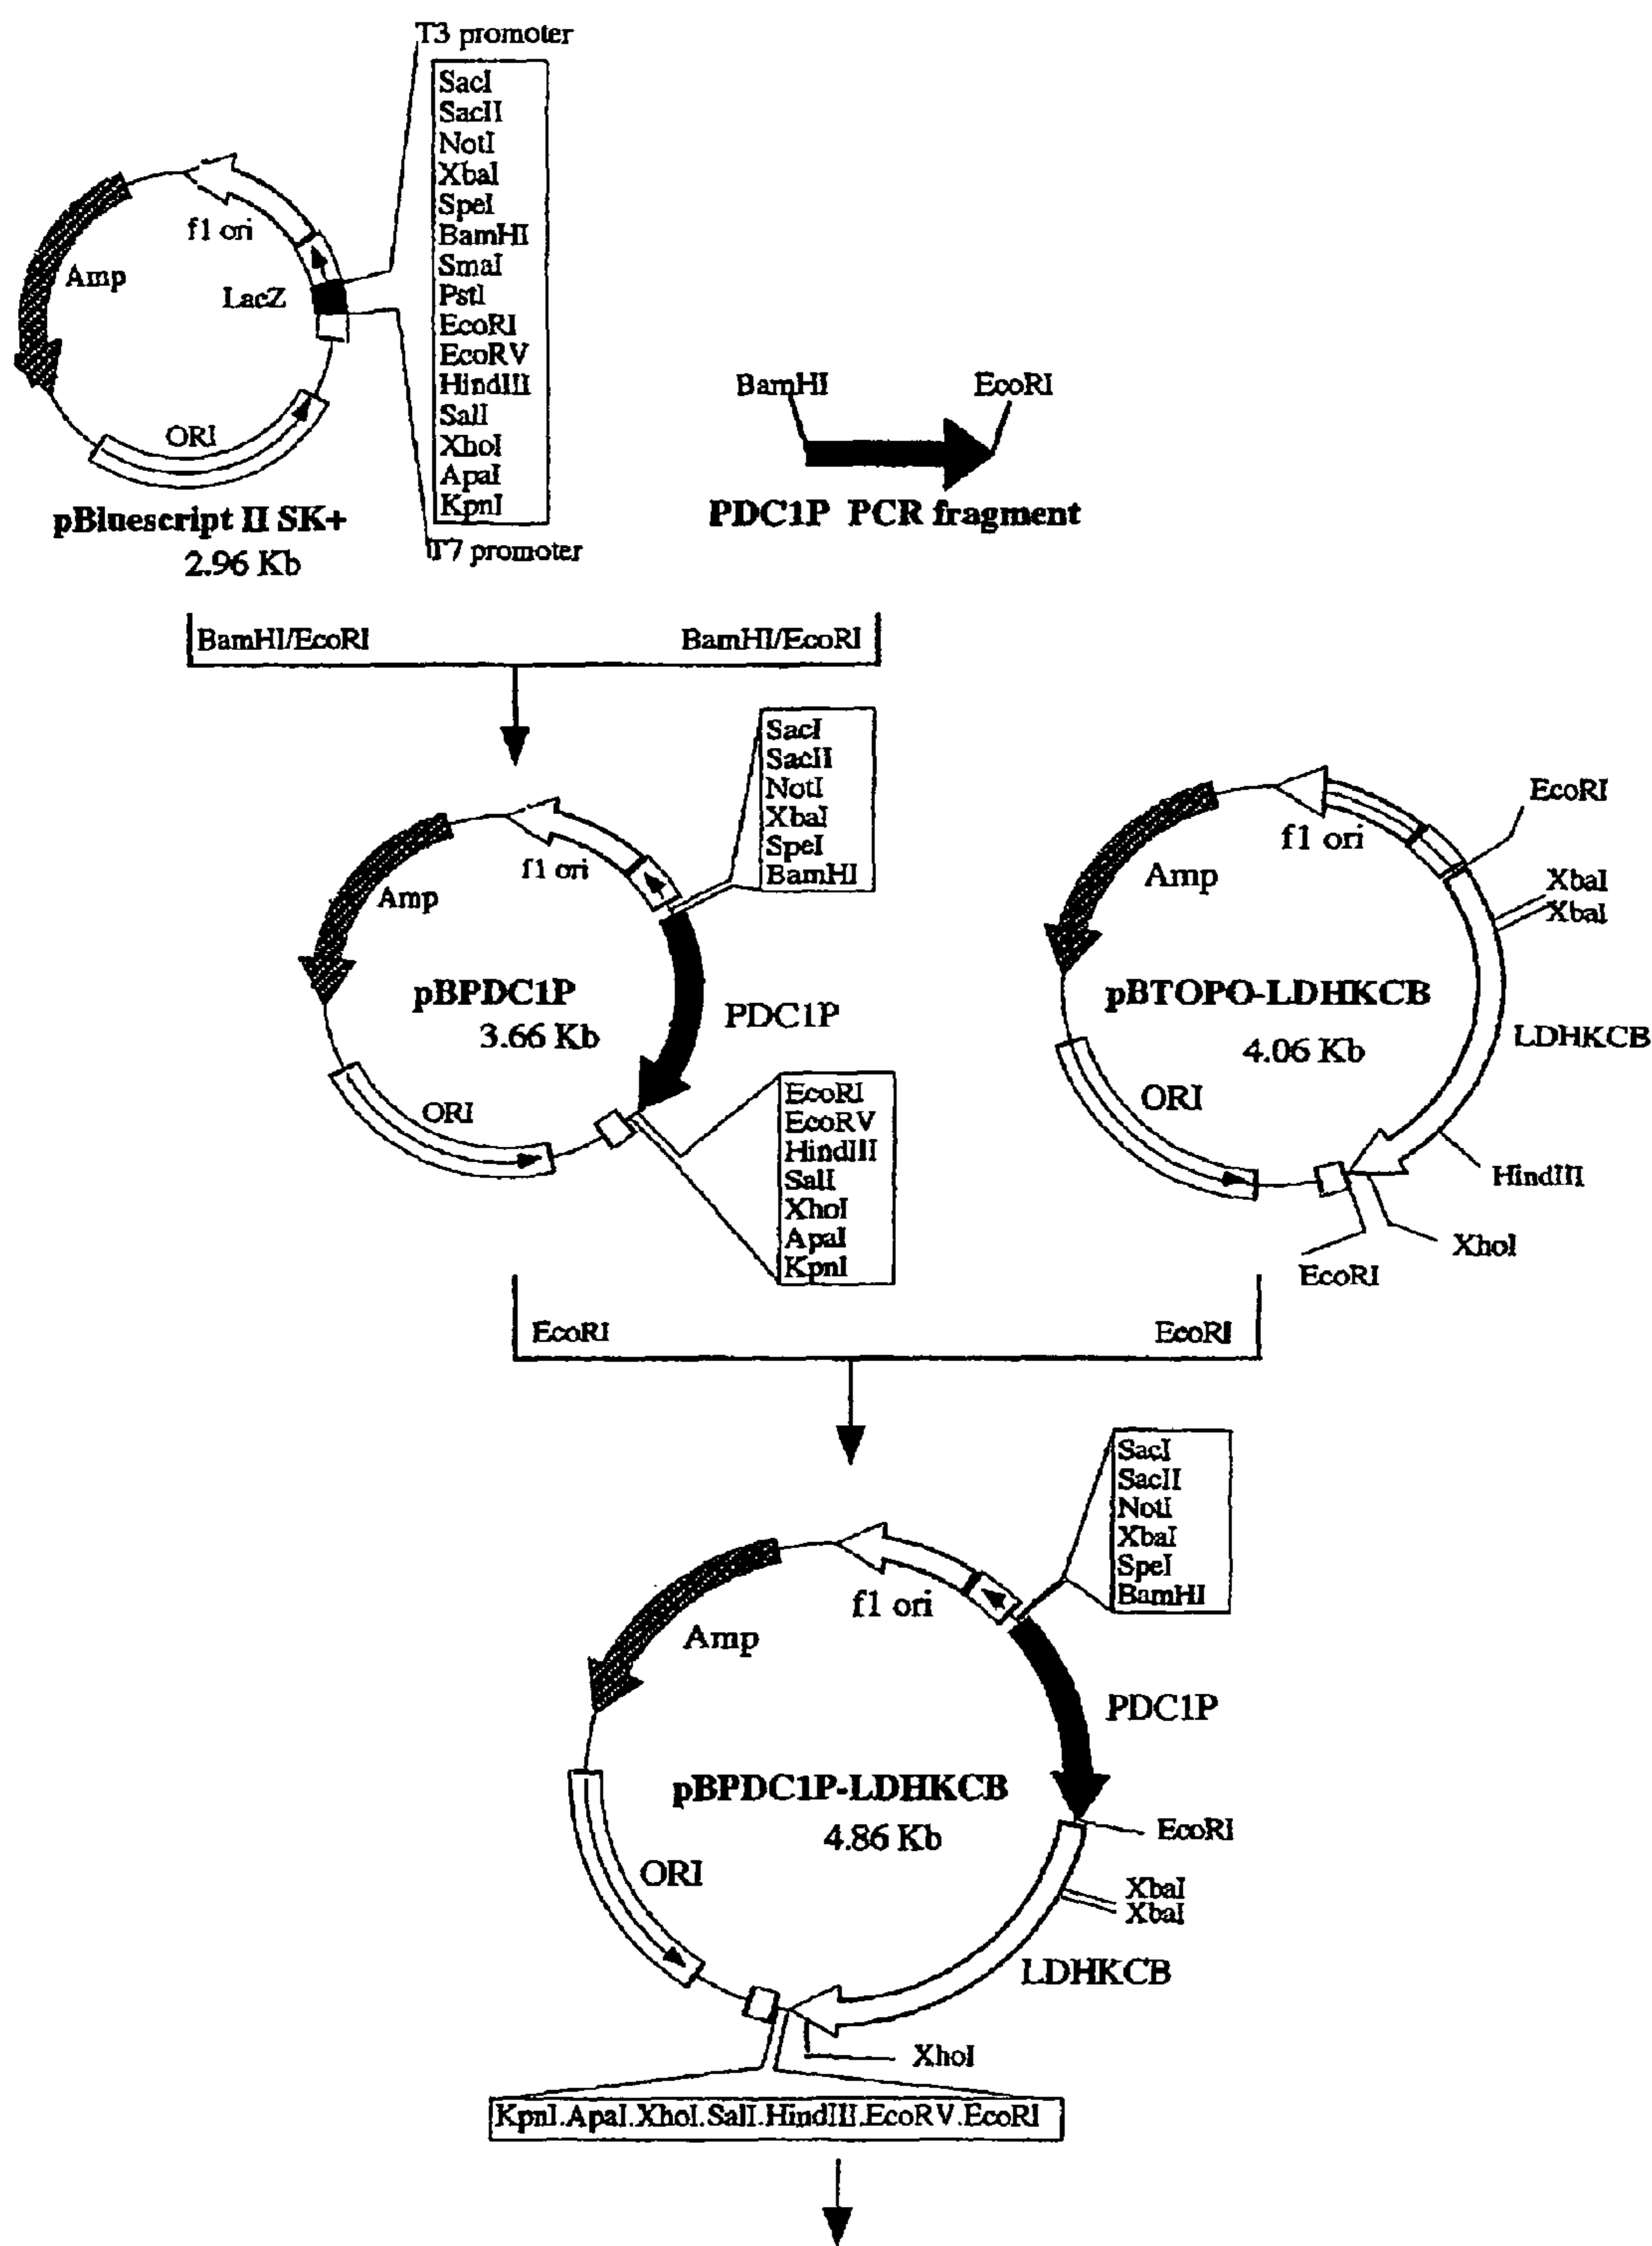 T3 promoter
SacI
SacII
NotI
XbaI
SpeI
BamHI
SmaI
PstI
EcoRI
EcoRV
HindIII
SalI
XhoI
ApaI
KpnI
T7 promoter
f1 ori
Amp
LacZ
ORI
pBluescript II SK+
2.96 Kb
BamHI
EcoRI
PDC1P PCR fragment
BamHI/EcoRI
BamHI/EcoRI
SacI
SacII
NotI
XbaI
SpeI
BamHI
f1 ori
Amp
pBPDC1P
3.66 Kb
PDC1P
ORI
EcoRI
EcoRV
HindIII
SalI
XhoI
ApaI
KpnI
EcoRI
f1 ori
XbaI
XbaI
Amp
pBTOPO-LDHKCB
4.06 Kb
LDHKCB
ORI
HindIII
XhoI
EcoRI
EcoRI
EcoRI
SacI
SacII
NotI
XbaI
SpeI
BamHI
f1 ori
Amp
PDC1P
pBPDC1P-LDHKCB
4.86 Kb
EcoRI
ORI
XbaI
XbaI
LDHKCB
XhoI
KpnI.ApaI.XhoI.SalI.HindIII.EcoRV.EcoRI